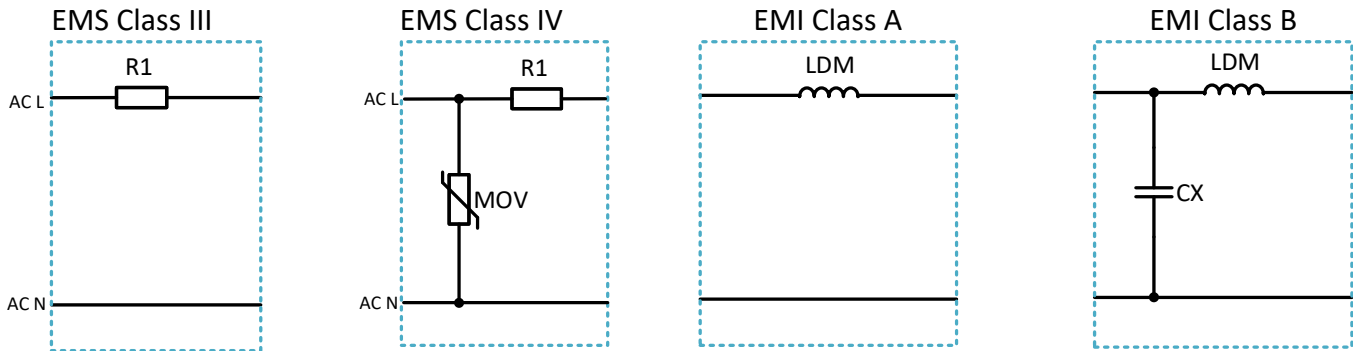 EMS Class III
EMS Class IV
EMI Class A
EMI Class B
R1
R1
LDM
LDM
AC L
AC L
MOV
CX
AC N
AC N